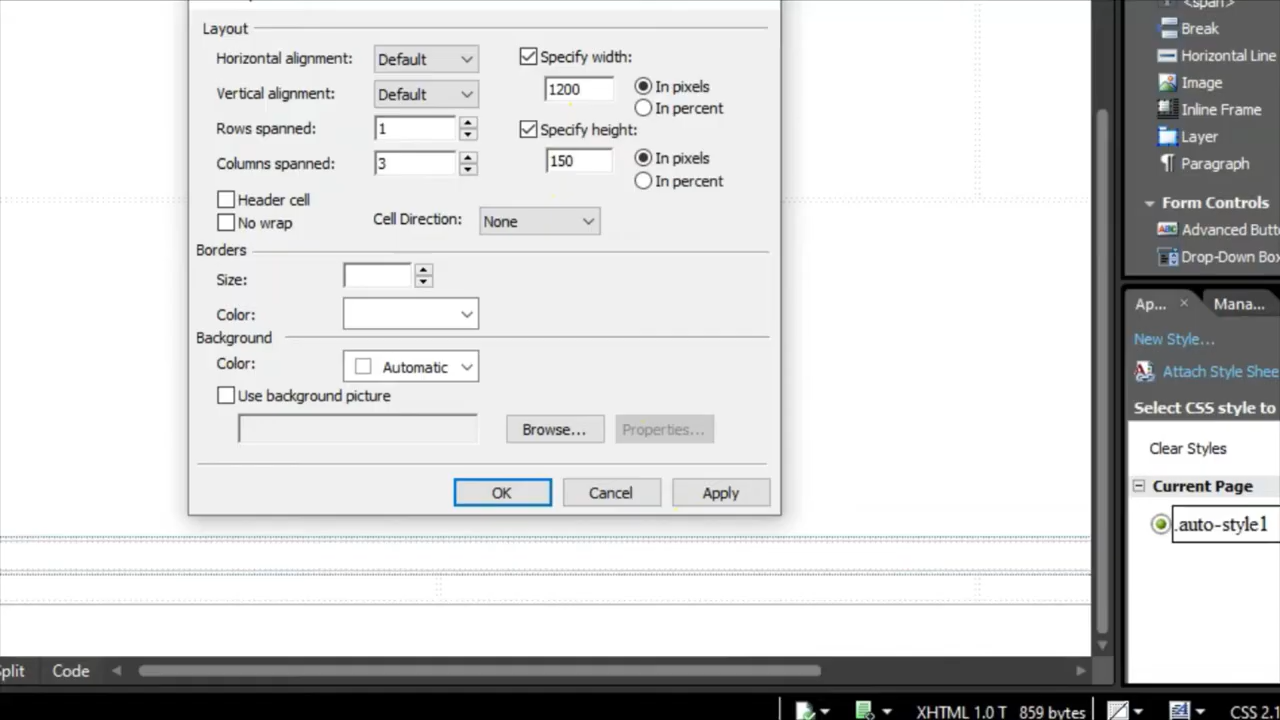 <span>
Break
Horizontal Line
Image
Inline Frame
Layer
Paragraph
Form Controls
Advanced Butt
Drop-Down Box
Layout
Horizontal alignment: Default
Vertical alignment: Default
Rows spanned: 1
Columns spanned: 3
Header cell
No wrap
Specify width:
1200
In pixels
In percent
Specify height:
150
In pixels
In percent
Cell Direction: None
Borders
Size:
Color:
Background
Color: Automatic
Use background picture
Browse... Properties...
OK Cancel Apply
Ap... × Mana...
New Style...
Attach Style Shee
Select CSS style to
Clear Styles
Current Page
.auto-style1
plit Code
XHTML 1.0 T 859 bytes CSS 2.1